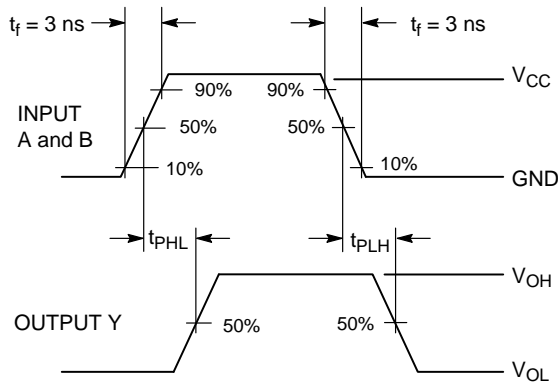 t_f = 3 ns
t_f = 3 ns
90%
90%
V_CC
INPUT
A and B
50%
50%
10%
10%
GND
t_PHL
t_PLH
V_OH
OUTPUT Y
50%
50%
V_OL